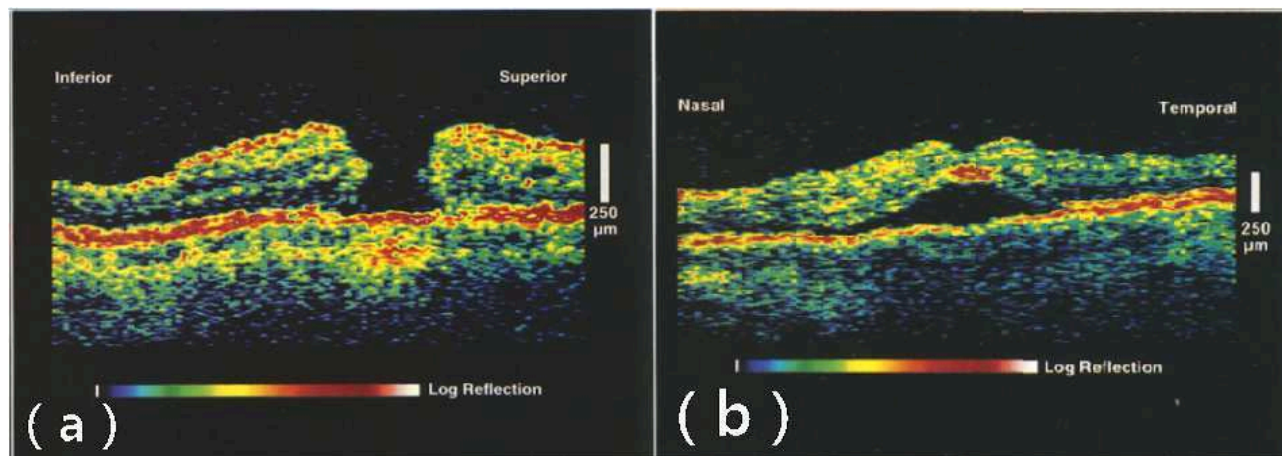 Inferior
Superior
250
μm
Log Reflection
( a )
Nasal
Temporal
250
μm
Log Reflection
( b )